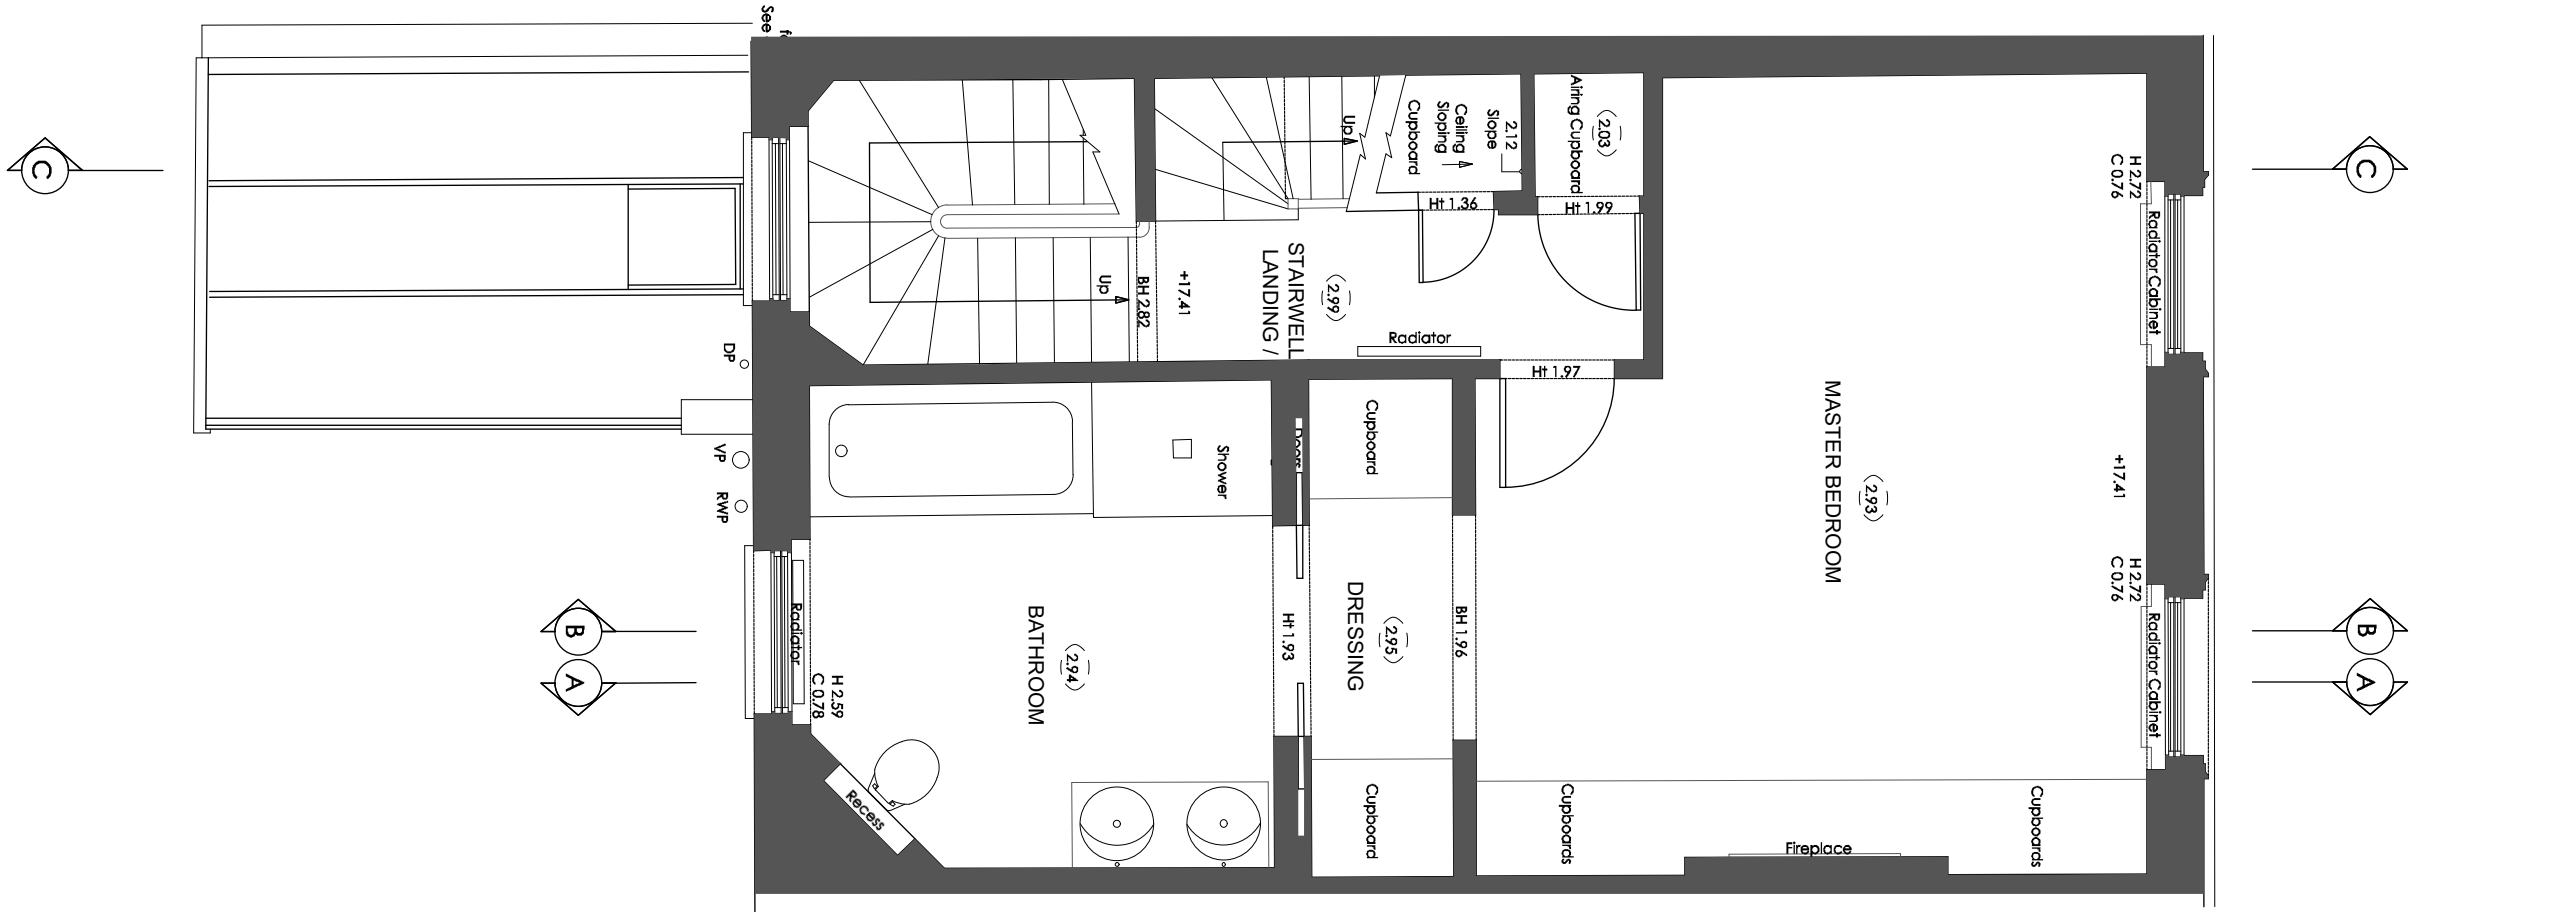 See
C
C
Up
Up
Cupboard
Ceiling
Sloping
2.12
Slope
Airing Cupboard
(2.03)
Ht 1.36
Ht 1.99
H 2.72
C 0.76
Radiator Cabinet
STAIRWELL
LANDING /
(2.99)
+17.41
BH 2.82
Radiator
Ht 1.97
DP
VP
RWP
Shower
Doors
Cupboard
MASTER BEDROOM
(2.93)
+17.41
H 2.72
C 0.76
Radiator Cabinet
B
A
B
A
Radiator
H 2.59
C 0.78
BATHROOM
(2.94)
Ht 1.93
DRESSING
(2.95)
BH 1.96
Recess
Cupboard
Cupboards
Fireplace
Cupboards